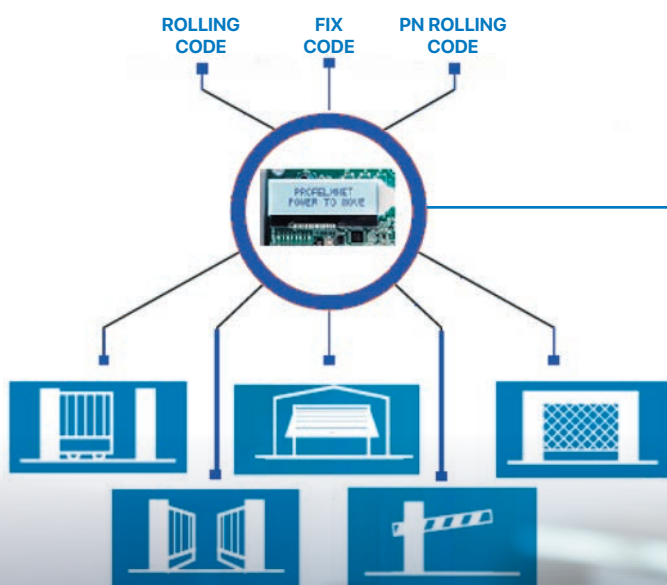 ROLLING
CODE
FIX
CODE
PN ROLLING
CODE
PROFELMNET
POWER TO MOVE